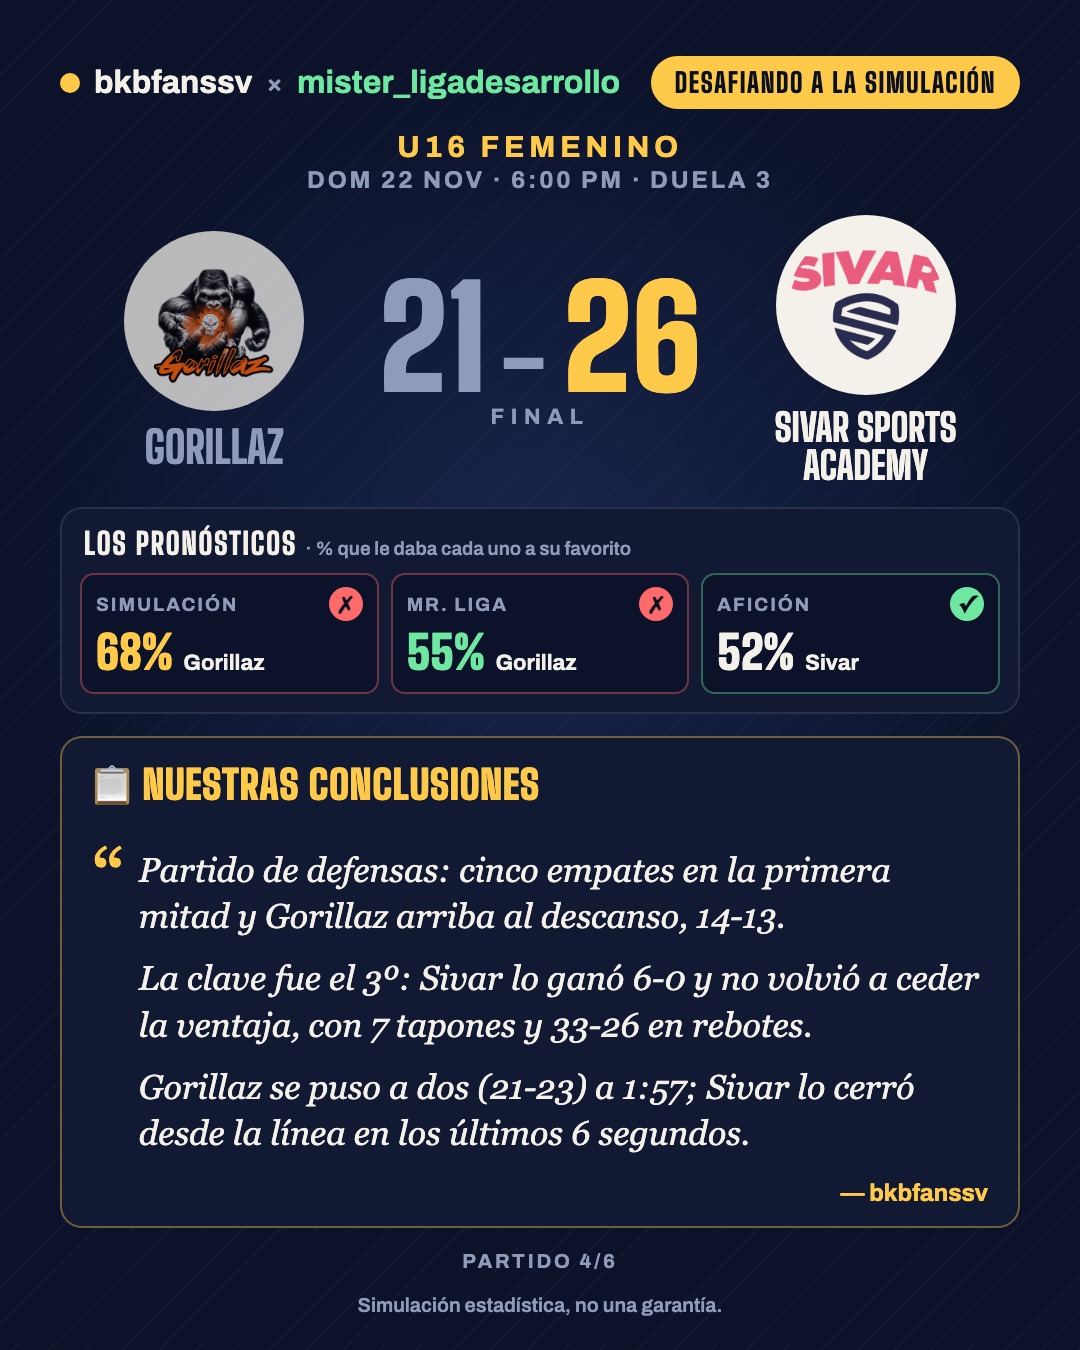 bkbfanssv × mister_ligadesarrollo
DESAFIANDO A LA SIMULACIÓN
U16 FEMENINO
DOM 22 NOV · 6:00 PM · DUELA 3
Gorillaz
SIVAR
21 – 26
FINAL
GORILLAZ
SIVAR SPORTS
ACADEMY
LOS PRONÓSTICOS · % que le daba cada uno a su favorito
SIMULACIÓN ✗
68% Gorillaz
MR. LIGA ✗
55% Gorillaz
AFICIÓN ✓
52% Sivar
📋 NUESTRAS CONCLUSIONES
“ Partido de defensas: cinco empates en la primera
mitad y Gorillaz arriba al descanso, 14-13.
La clave fue el 3º: Sivar lo ganó 6-0 y no volvió a ceder
la ventaja, con 7 tapones y 33-26 en rebotes.
Gorillaz se puso a dos (21-23) a 1:57; Sivar lo cerró
desde la línea en los últimos 6 segundos.
— bkbfanssv
PARTIDO 4/6
Simulación estadística, no una garantía.